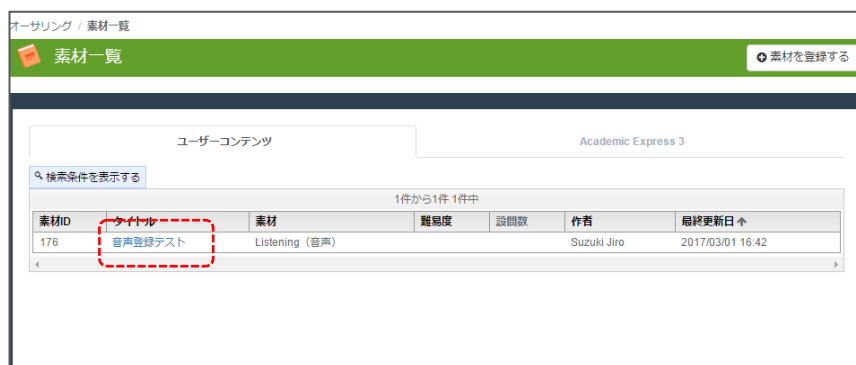 オーサリング / 素材一覧
素材一覧
素材を登録する
ユーザーコンテンツ Academic Express 3
検索条件を表示する
1件から1件 1件中
素材ID タイトル 素材 難易度 設問数 作者 最終更新日
176 音声登録テスト Listening（音声） Suzuki Jiro 2017/03/01 16:42